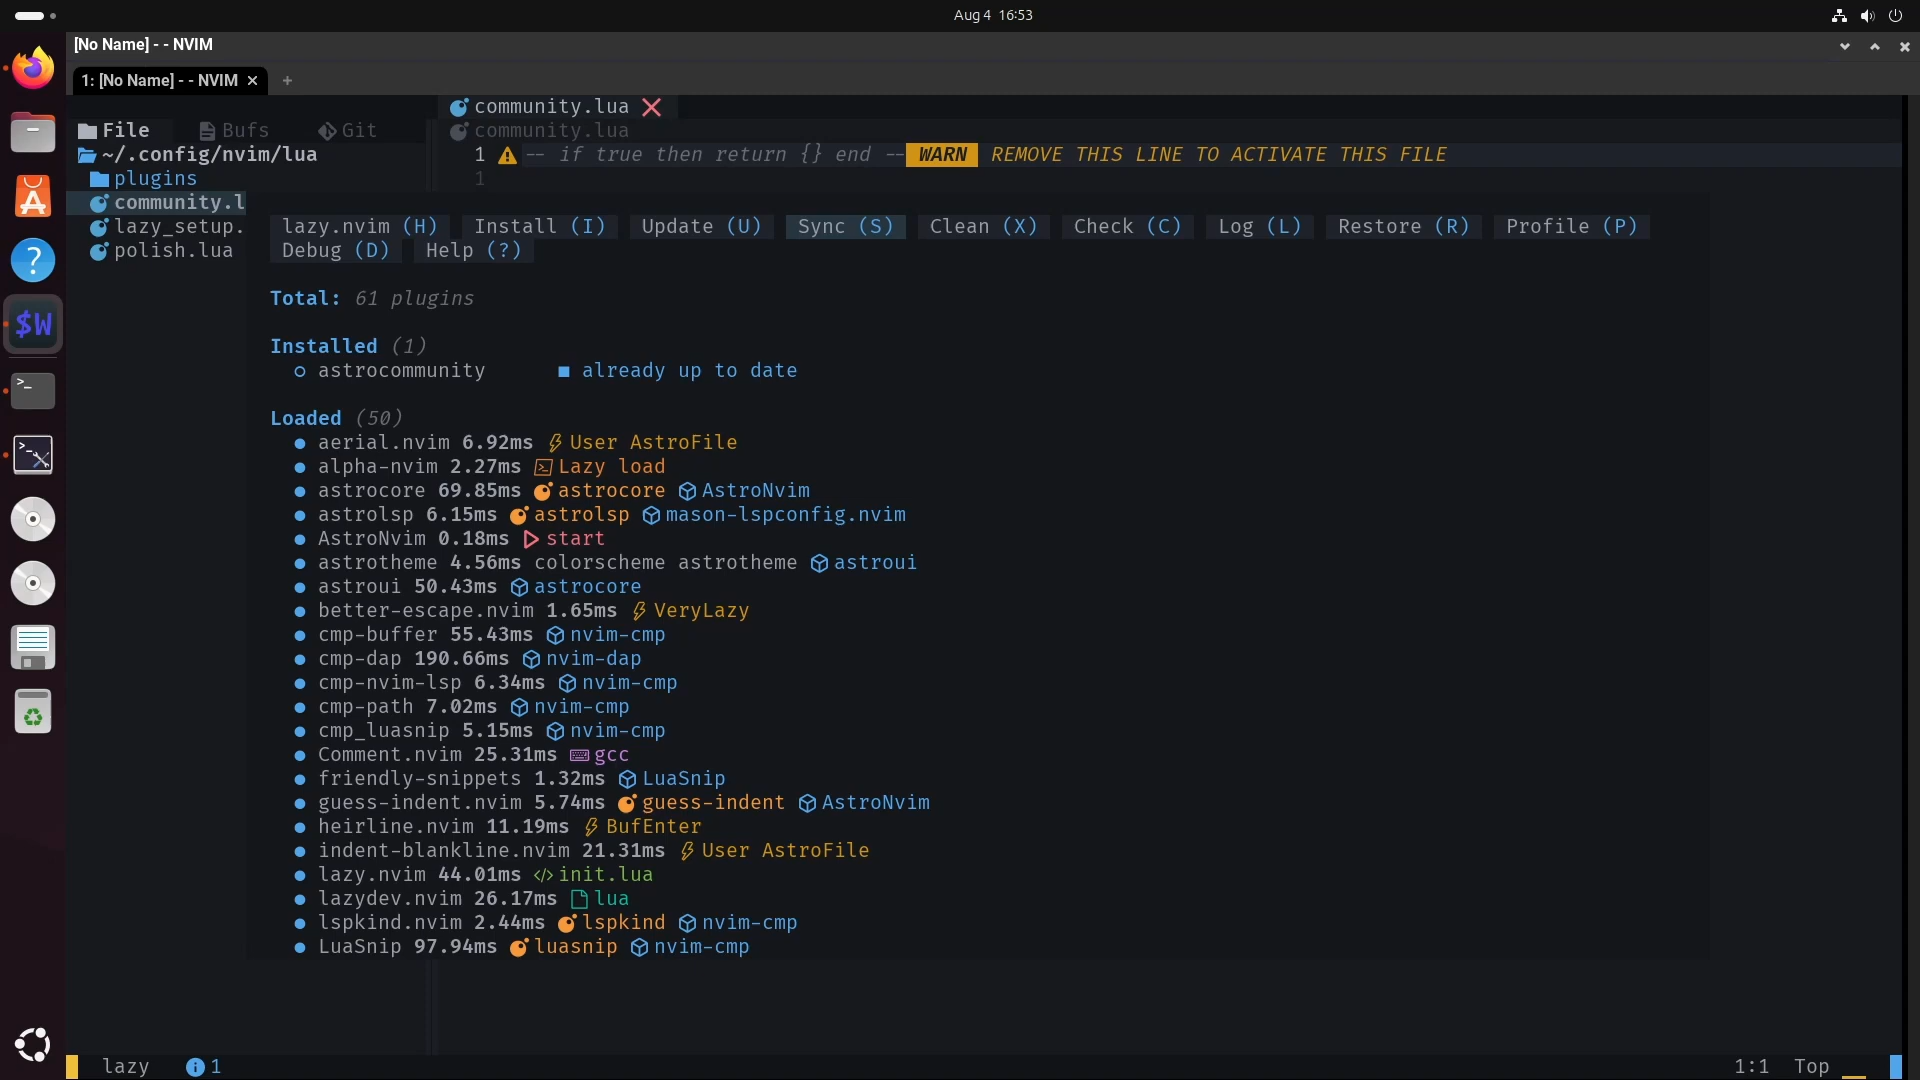 Aug 4 16:53
[No Name] - - NVIM
1: [No Name] - - NVIM × +
community.lua
File Bufs Git
community.lua
~/.config/nvim/lua
1 -- if true then return {} end -- WARN REMOVE THIS LINE TO ACTIVATE THIS FILE
plugins
1
community.l
lazy_setup.
polish.lua
lazy.nvim (H) Install (I) Update (U) Sync (S) Clean (X) Check (C) Log (L) Restore (R) Profile (P)
Debug (D) Help (?)
Total: 61 plugins
Installed (1)
astrocommunity already up to date
Loaded (50)
aerial.nvim 6.92ms User AstroFile
alpha-nvim 2.27ms Lazy load
astrocore 69.85ms astrocore AstroNvim
astrolsp 6.15ms astrolsp mason-lspconfig.nvim
AstroNvim 0.18ms start
astrotheme 4.56ms colorscheme astrotheme astroui
astroui 50.43ms astrocore
better-escape.nvim 1.65ms VeryLazy
cmp-buffer 55.43ms nvim-cmp
cmp-dap 190.66ms nvim-dap
cmp-nvim-lsp 6.34ms nvim-cmp
cmp-path 7.02ms nvim-cmp
cmp_luasnip 5.15ms nvim-cmp
Comment.nvim 25.31ms gcc
friendly-snippets 1.32ms LuaSnip
guess-indent.nvim 5.74ms guess-indent AstroNvim
heirline.nvim 11.19ms BufEnter
indent-blankline.nvim 21.31ms User AstroFile
lazy.nvim 44.01ms init.lua
lazydev.nvim 26.17ms lua
lspkind.nvim 2.44ms lspkind nvim-cmp
LuaSnip 97.94ms luasnip nvim-cmp
lazy 1 1:1 Top